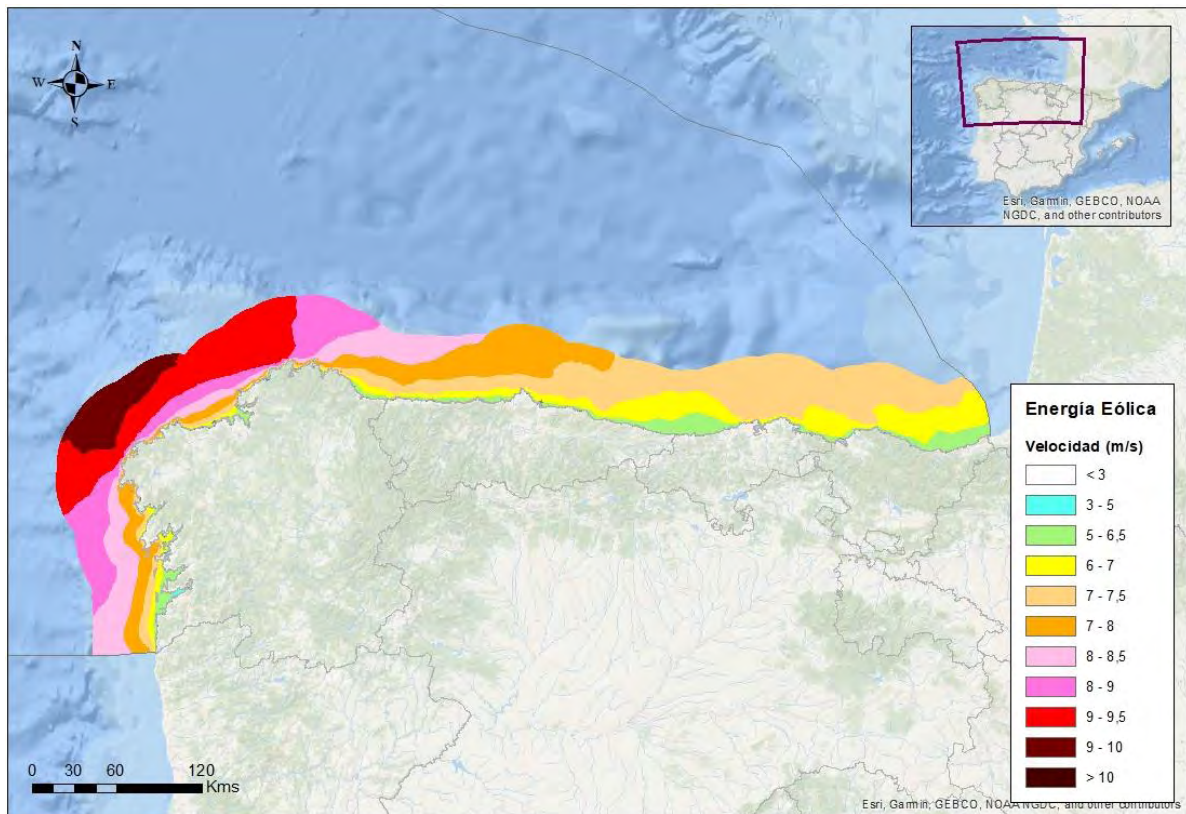 N
W E
S
Esri, Garmin, GEBCO, NOAA
NGDC, and other contributors
Energía Eólica
Velocidad (m/s)
< 3
3 - 5
5 - 6,5
6 - 7
7 - 7,5
7 - 8
8 - 8,5
8 - 9
9 - 9,5
9 - 10
> 10
0 30 60 120
Kms
Esri, Garmin, GEBCO, NOAA NGDC, and other contributors